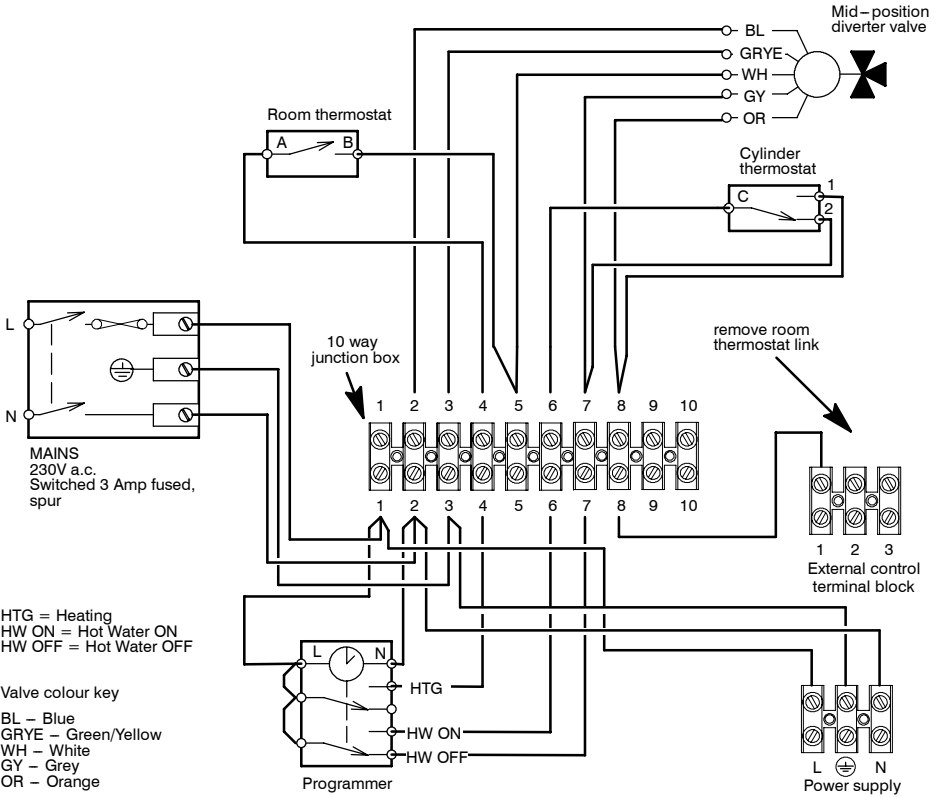 Mid-position
diverter valve
BL
GRYE
WH
GY
OR
Room thermostat
A B
Cylinder
thermostat
C
1
2
L
N
MAINS
230V a.c.
Switched 3 Amp fused,
spur
10 way
junction box
remove room
thermostat link
1 2 3 4 5 6 7 8 9 10
1 2 3 4 5 6 7 8 9 10
1 2 3
External control
terminal block
HTG = Heating
HW ON = Hot Water ON
HW OFF = Hot Water OFF
Valve colour key
BL - Blue
GRYE - Green/Yellow
WH - White
GY - Grey
OR - Orange
L N
HTG
HW ON
HW OFF
Programmer
L N
Power supply